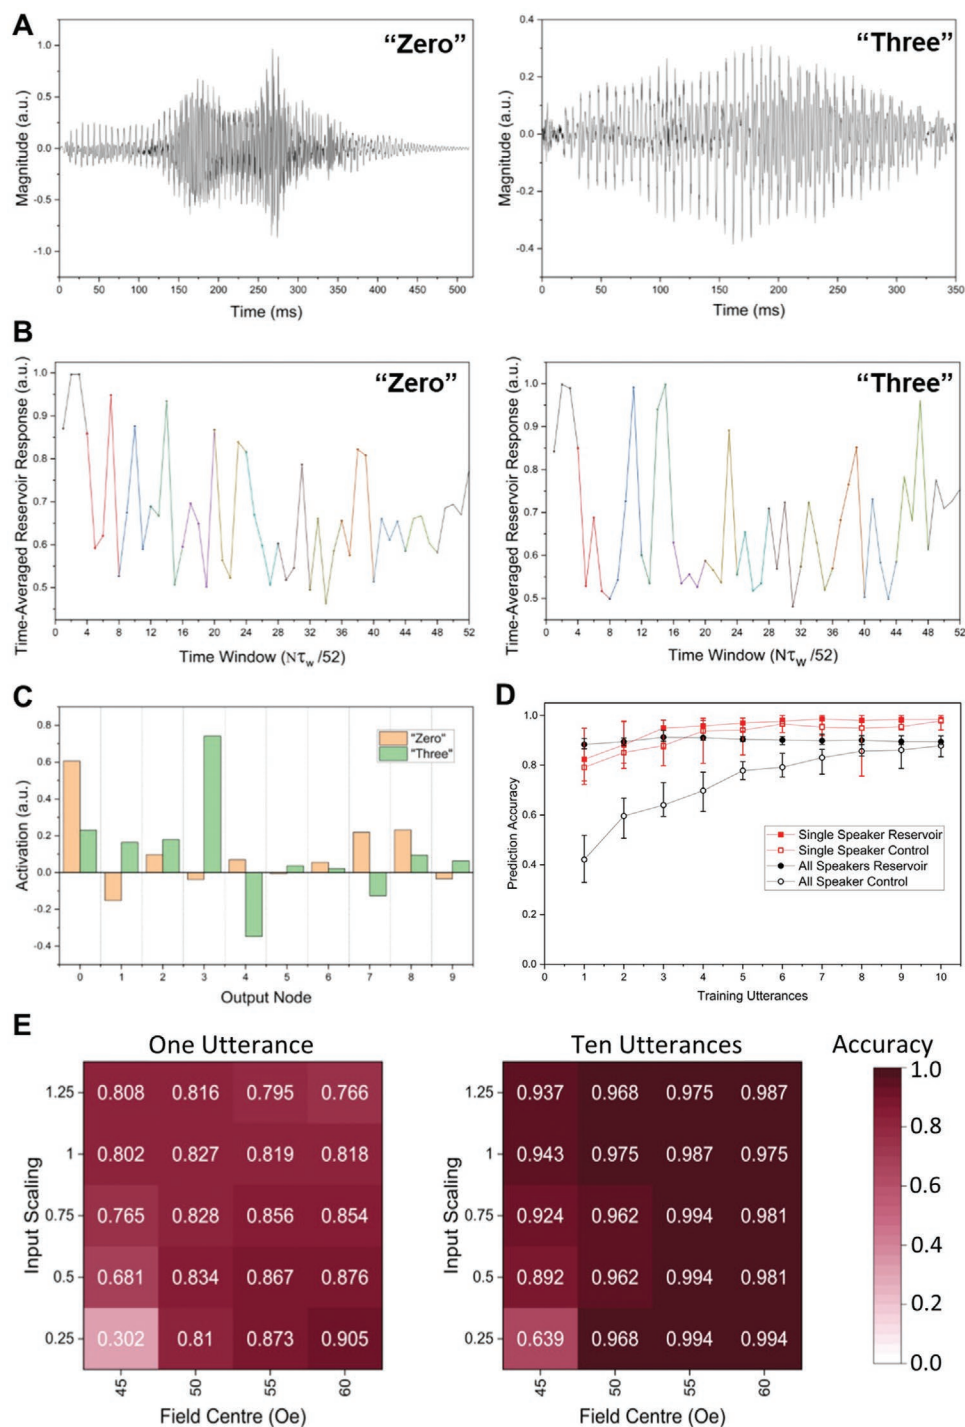 A
"Zero"
1.0
0.5
0.0
-0.5
-1.0
Magnitude (a.u.)
0 50 100 150 200 250 300 350 400 450 500
Time (ms)
"Three"
0.4
0.2
0.0
-0.2
-0.4
Magnitude (a.u.)
0 50 100 150 200 250 300 350
Time (ms)
B
"Zero"
1.0
0.9
0.8
0.7
0.6
0.5
Time-Averaged Reservoir Response (a.u.)
0 4 8 12 16 20 24 28 32 36 40 44 48 52
Time Window (Nτw /52)
"Three"
1.0
0.9
0.8
0.7
0.6
0.5
Time-Averaged Reservoir Response (a.u.)
0 4 8 12 16 20 24 28 32 36 40 44 48 52
Time Window (Nτw /52)
C
0.8
0.6
0.4
0.2
0.0
-0.2
-0.4
Activation (a.u.)
"Zero"
"Three"
0 1 2 3 4 5 6 7 8 9
Output Node
D
1.0
0.8
0.6
0.4
0.2
0.0
Prediction Accuracy
Single Speaker Reservoir
Single Speaker Control
All Speakers Reservoir
All Speaker Control
0 1 2 3 4 5 6 7 8 9 10
Training Utterances
E
One Utterance
Input Scaling
1.25 0.808 0.816 0.795 0.766
1 0.802 0.827 0.819 0.818
0.75 0.765 0.828 0.856 0.854
0.5 0.681 0.834 0.867 0.876
0.25 0.302 0.81 0.873 0.905
45 50 55 60
Field Centre (Oe)
Ten Utterances
Input Scaling
1.25 0.937 0.968 0.975 0.987
1 0.943 0.975 0.987 0.975
0.75 0.924 0.962 0.994 0.981
0.5 0.892 0.962 0.994 0.981
0.25 0.639 0.968 0.994 0.994
45 50 55 60
Field Centre (Oe)
Accuracy
1.0
0.8
0.6
0.4
0.2
0.0